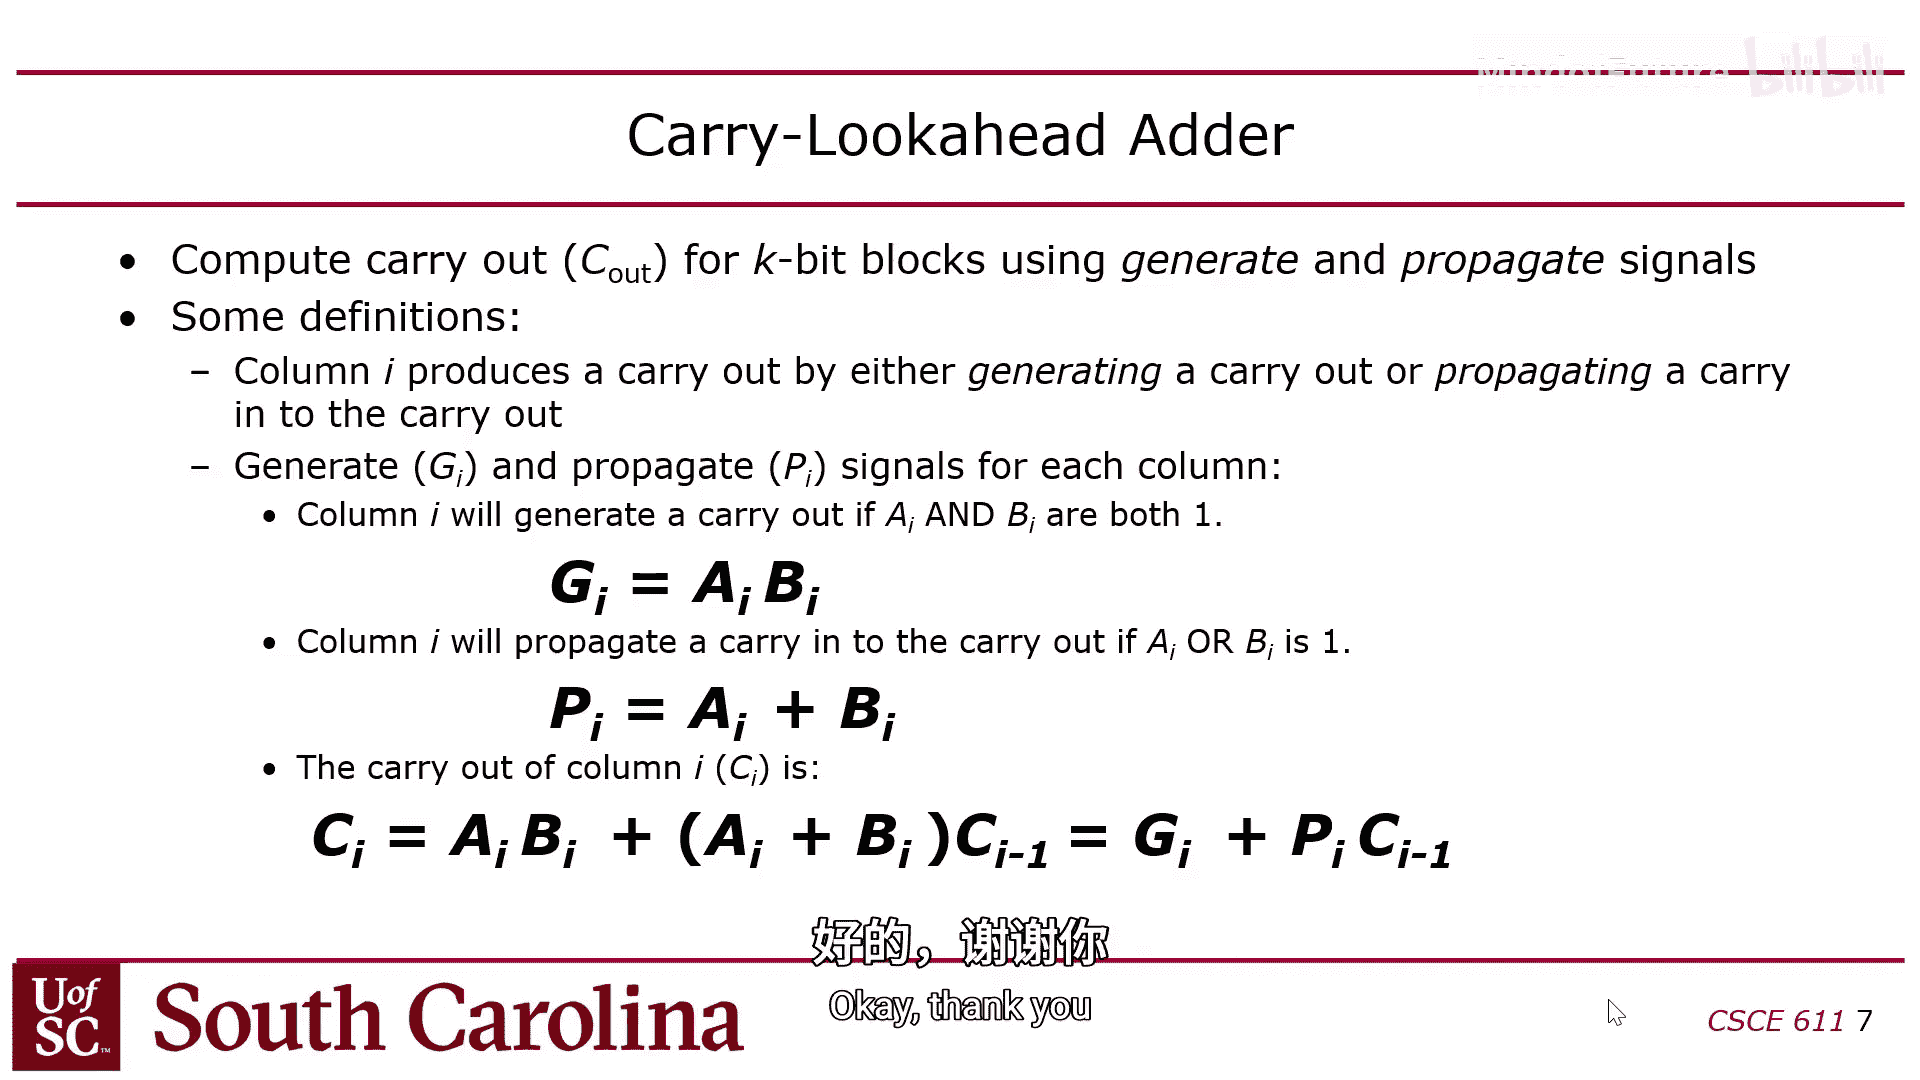 bilibili
Carry-Lookahead Adder
• Compute carry out (Cout) for k-bit blocks using generate and propagate signals
• Some definitions:
– Column i produces a carry out by either generating a carry out or propagating a carry
in to the carry out
– Generate (Gi) and propagate (Pi) signals for each column:
• Column i will generate a carry out if Ai AND Bi are both 1.
Gi = Ai Bi
• Column i will propagate a carry in to the carry out if Ai OR Bi is 1.
Pi = Ai + Bi
• The carry out of column i (Ci) is:
Ci = Ai Bi + (Ai + Bi )Ci-1 = Gi + Pi Ci-1
好的，谢谢你
Okay, thank you
UofSC™
South Carolina
CSCE 611 7